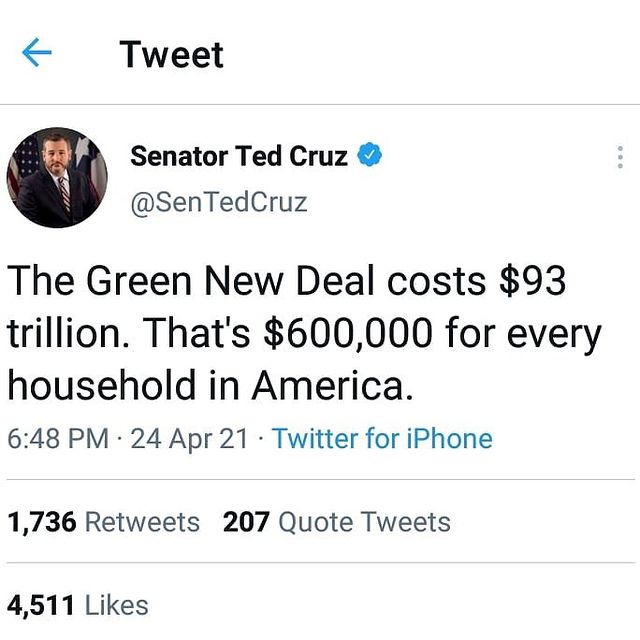 Tweet
Senator Ted Cruz
@SenTedCruz
The Green New Deal costs $93
trillion. That's $600,000 for every
household in America.
6:48 PM · 24 Apr 21 · Twitter for iPhone
1,736 Retweets 207 Quote Tweets
4,511 Likes